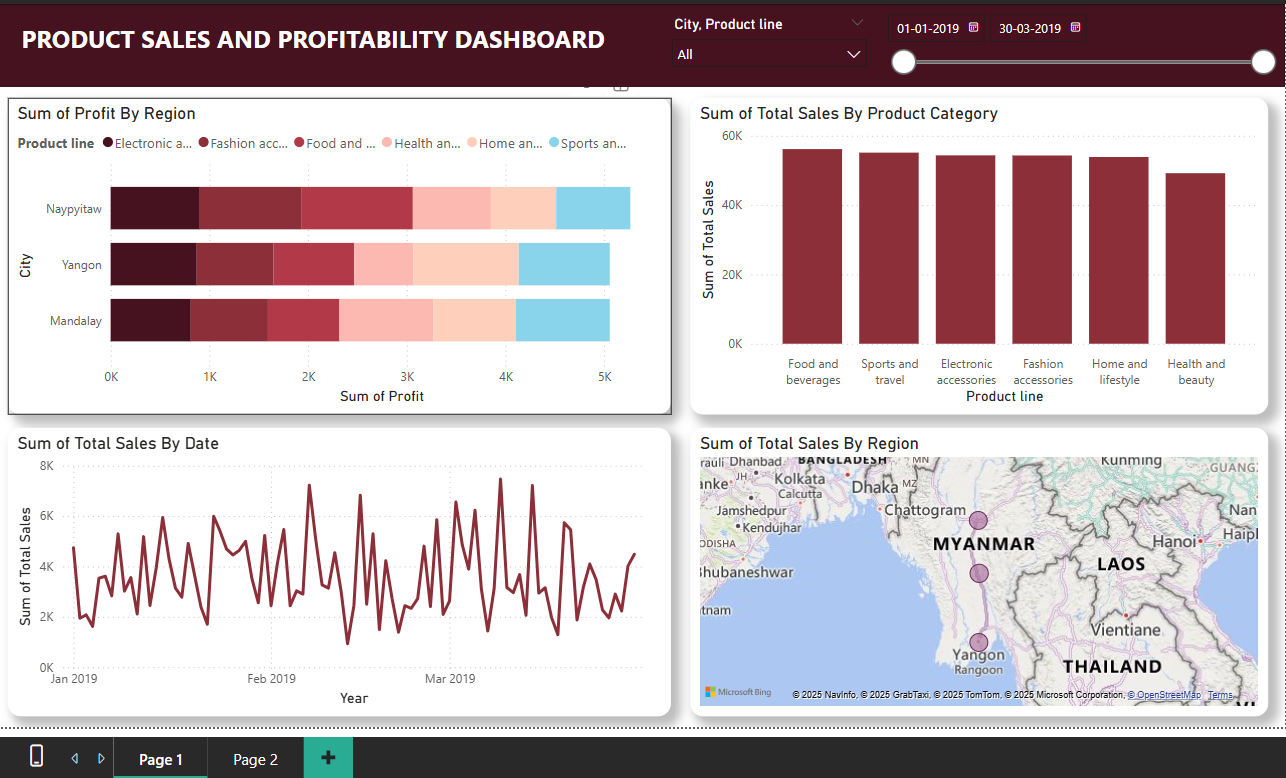 PRODUCT SALES AND PROFITABILITY DASHBOARD
City, Product line
All
01-01-2019
30-03-2019
Sum of Profit By Region
Product line Electronic a... Fashion acc... Food and ... Health an... Home an... Sports an...
City
Naypyitaw
Yangon
Mandalay
0K 1K 2K 3K 4K 5K
Sum of Profit
Sum of Total Sales By Product Category
Sum of Total Sales
60K
40K
20K
0K
Food and beverages
Sports and travel
Electronic accessories
Fashion accessories
Home and lifestyle
Health and beauty
Product line
Sum of Total Sales By Date
Sum of Total Sales
8K
6K
4K
2K
0K
Jan 2019 Feb 2019 Mar 2019
Year
Sum of Total Sales By Region
Dhanbad
BANGLADESH
MN
Kunming
GUANG
JH
Kolkata
Calcutta
Dhaka
MZ
Jamshedpur
Chattogram
Nan
Kendujhar
ODISHA
MYANMAR
Hanoi
Haip
LAOS
Bhubaneswar
Vientiane
Yangon
Rangoon
THAILAND
Microsoft Bing
© 2025 NavInfo, © 2025 GrabTaxi, © 2025 TomTom, © 2025 Microsoft Corporation, © OpenStreetMap Terms
Page 1
Page 2
+